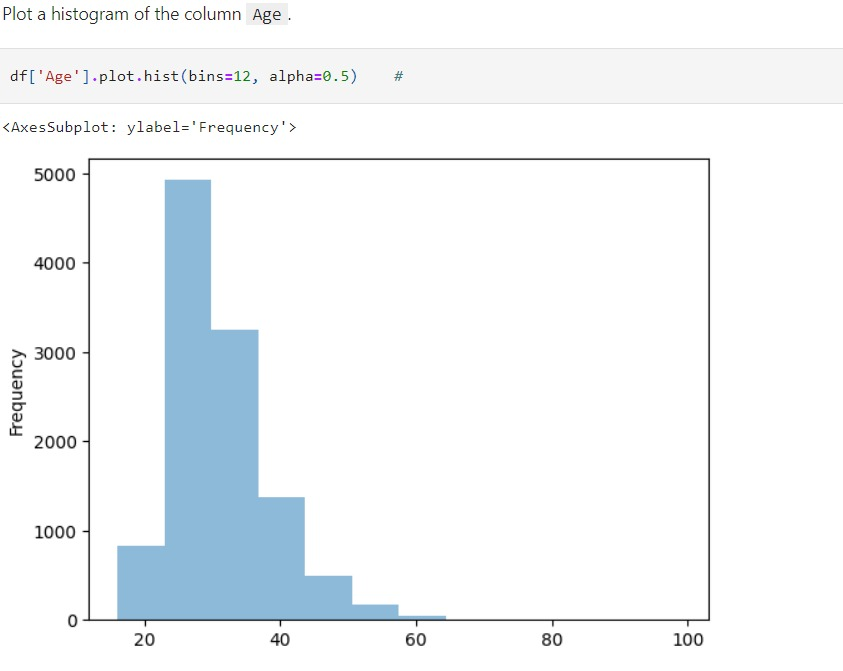 Plot a histogram of the column Age.
df['Age'].plot.hist(bins=12, alpha=0.5)    #
<AxesSubplot: ylabel='Frequency'>
5000
4000
3000
2000
1000
0
Frequency
20 40 60 80 100